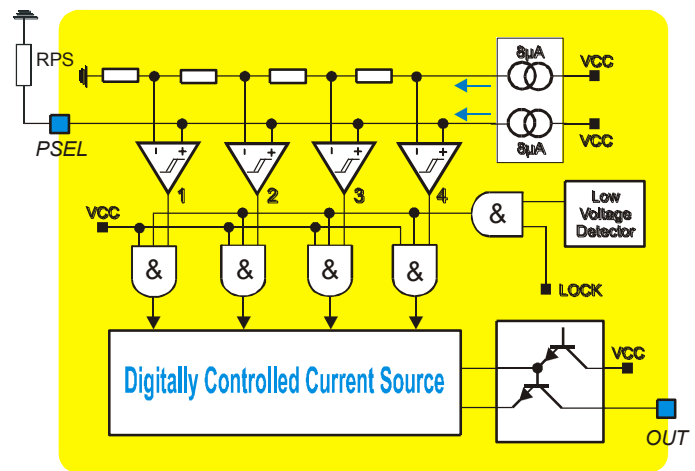 8µA
RPS
VCC
PSEL
- + - + - + - +
VCC
8µA
1 2 3 4
VCC
&
Low
Voltage
Detector
& & & &
LOCK
Digitally Controlled Current Source
VCC
OUT